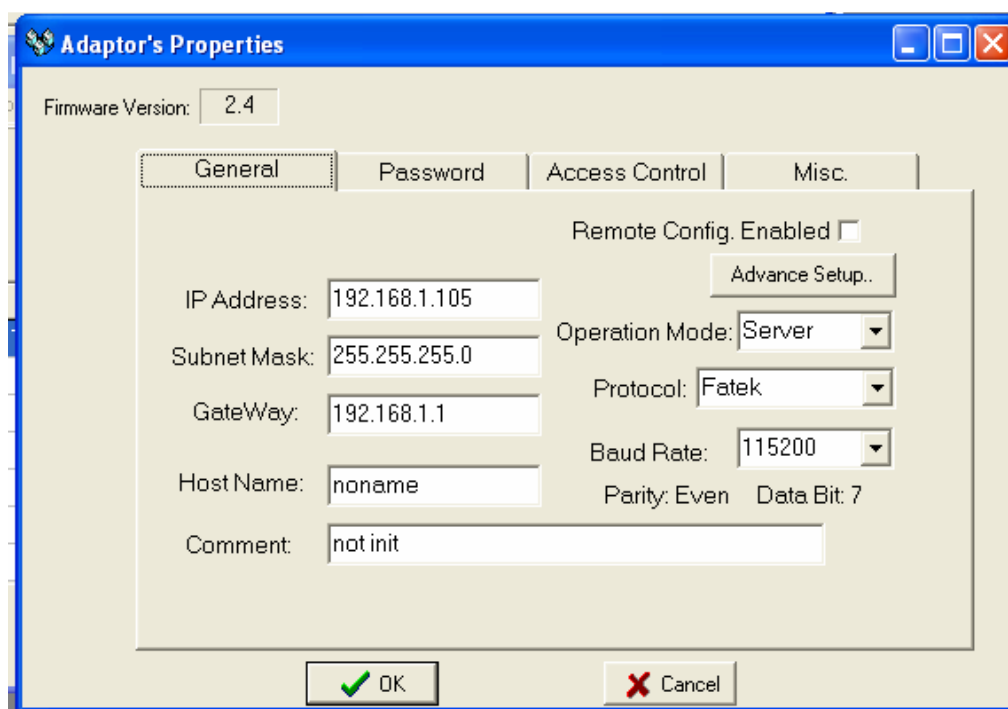 Adaptor's Properties
Firmware Version: 2.4
General Password Access Control Misc.
Remote Config. Enabled
Advance Setup..
IP Address: 192.168.1.105
Operation Mode: Server
Subnet Mask: 255.255.255.0
Protocol: Fatek
GateWay: 192.168.1.1
Baud Rate: 115200
Host Name: noname
Parity: Even Data Bit: 7
Comment: not init
OK Cancel